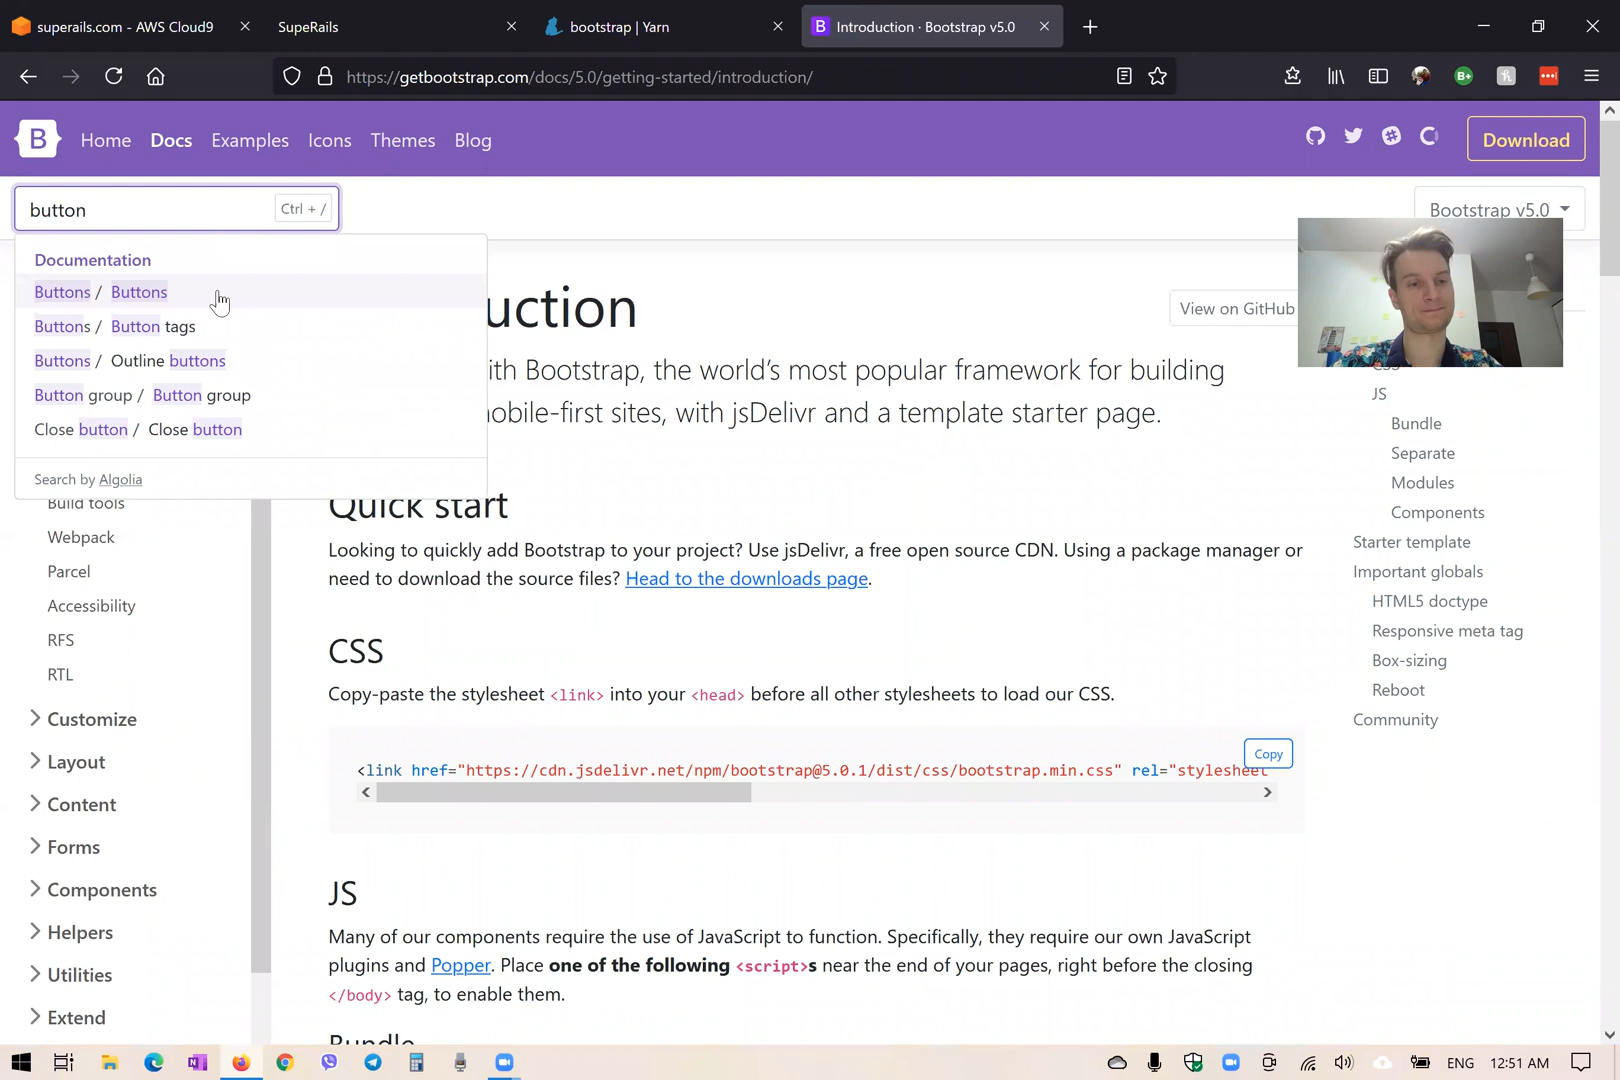 superails.com - AWS Cloud9
SupeRails
bootstrap | Yarn
B Introduction · Bootstrap v5.0
https://getbootstrap.com/docs/5.0/getting-started/introduction/
B Home Docs Examples Icons Themes Blog
Download
button
Ctrl + /
Bootstrap v5.0
Documentation
Buttons / Buttons
Buttons / Button tags
Buttons / Outline buttons
Button group / Button group
Close button / Close button
Search by Algolia
uction
View on GitHub
ith Bootstrap, the world's most popular framework for building
nobile-first sites, with jsDelivr and a template starter page.
Quick start
Looking to quickly add Bootstrap to your project? Use jsDelivr, a free open source CDN. Using a package manager or
need to download the source files? Head to the downloads page.
CSS
Copy-paste the stylesheet <link> into your <head> before all other stylesheets to load our CSS.
Copy
<link href="https://cdn.jsdelivr.net/npm/bootstrap@5.0.1/dist/css/bootstrap.min.css" rel="stylesheet"
JS
Many of our components require the use of JavaScript to function. Specifically, they require our own JavaScript
plugins and Popper. Place one of the following <script>s near the end of your pages, right before the closing
</body> tag, to enable them.
Bundle
Build tools
Webpack
Parcel
Accessibility
RFS
RTL
Customize
Layout
Content
Forms
Components
Helpers
Utilities
Extend
CSS
JS
Bundle
Separate
Modules
Components
Starter template
Important globals
HTML5 doctype
Responsive meta tag
Box-sizing
Reboot
Community
ENG 12:51 AM